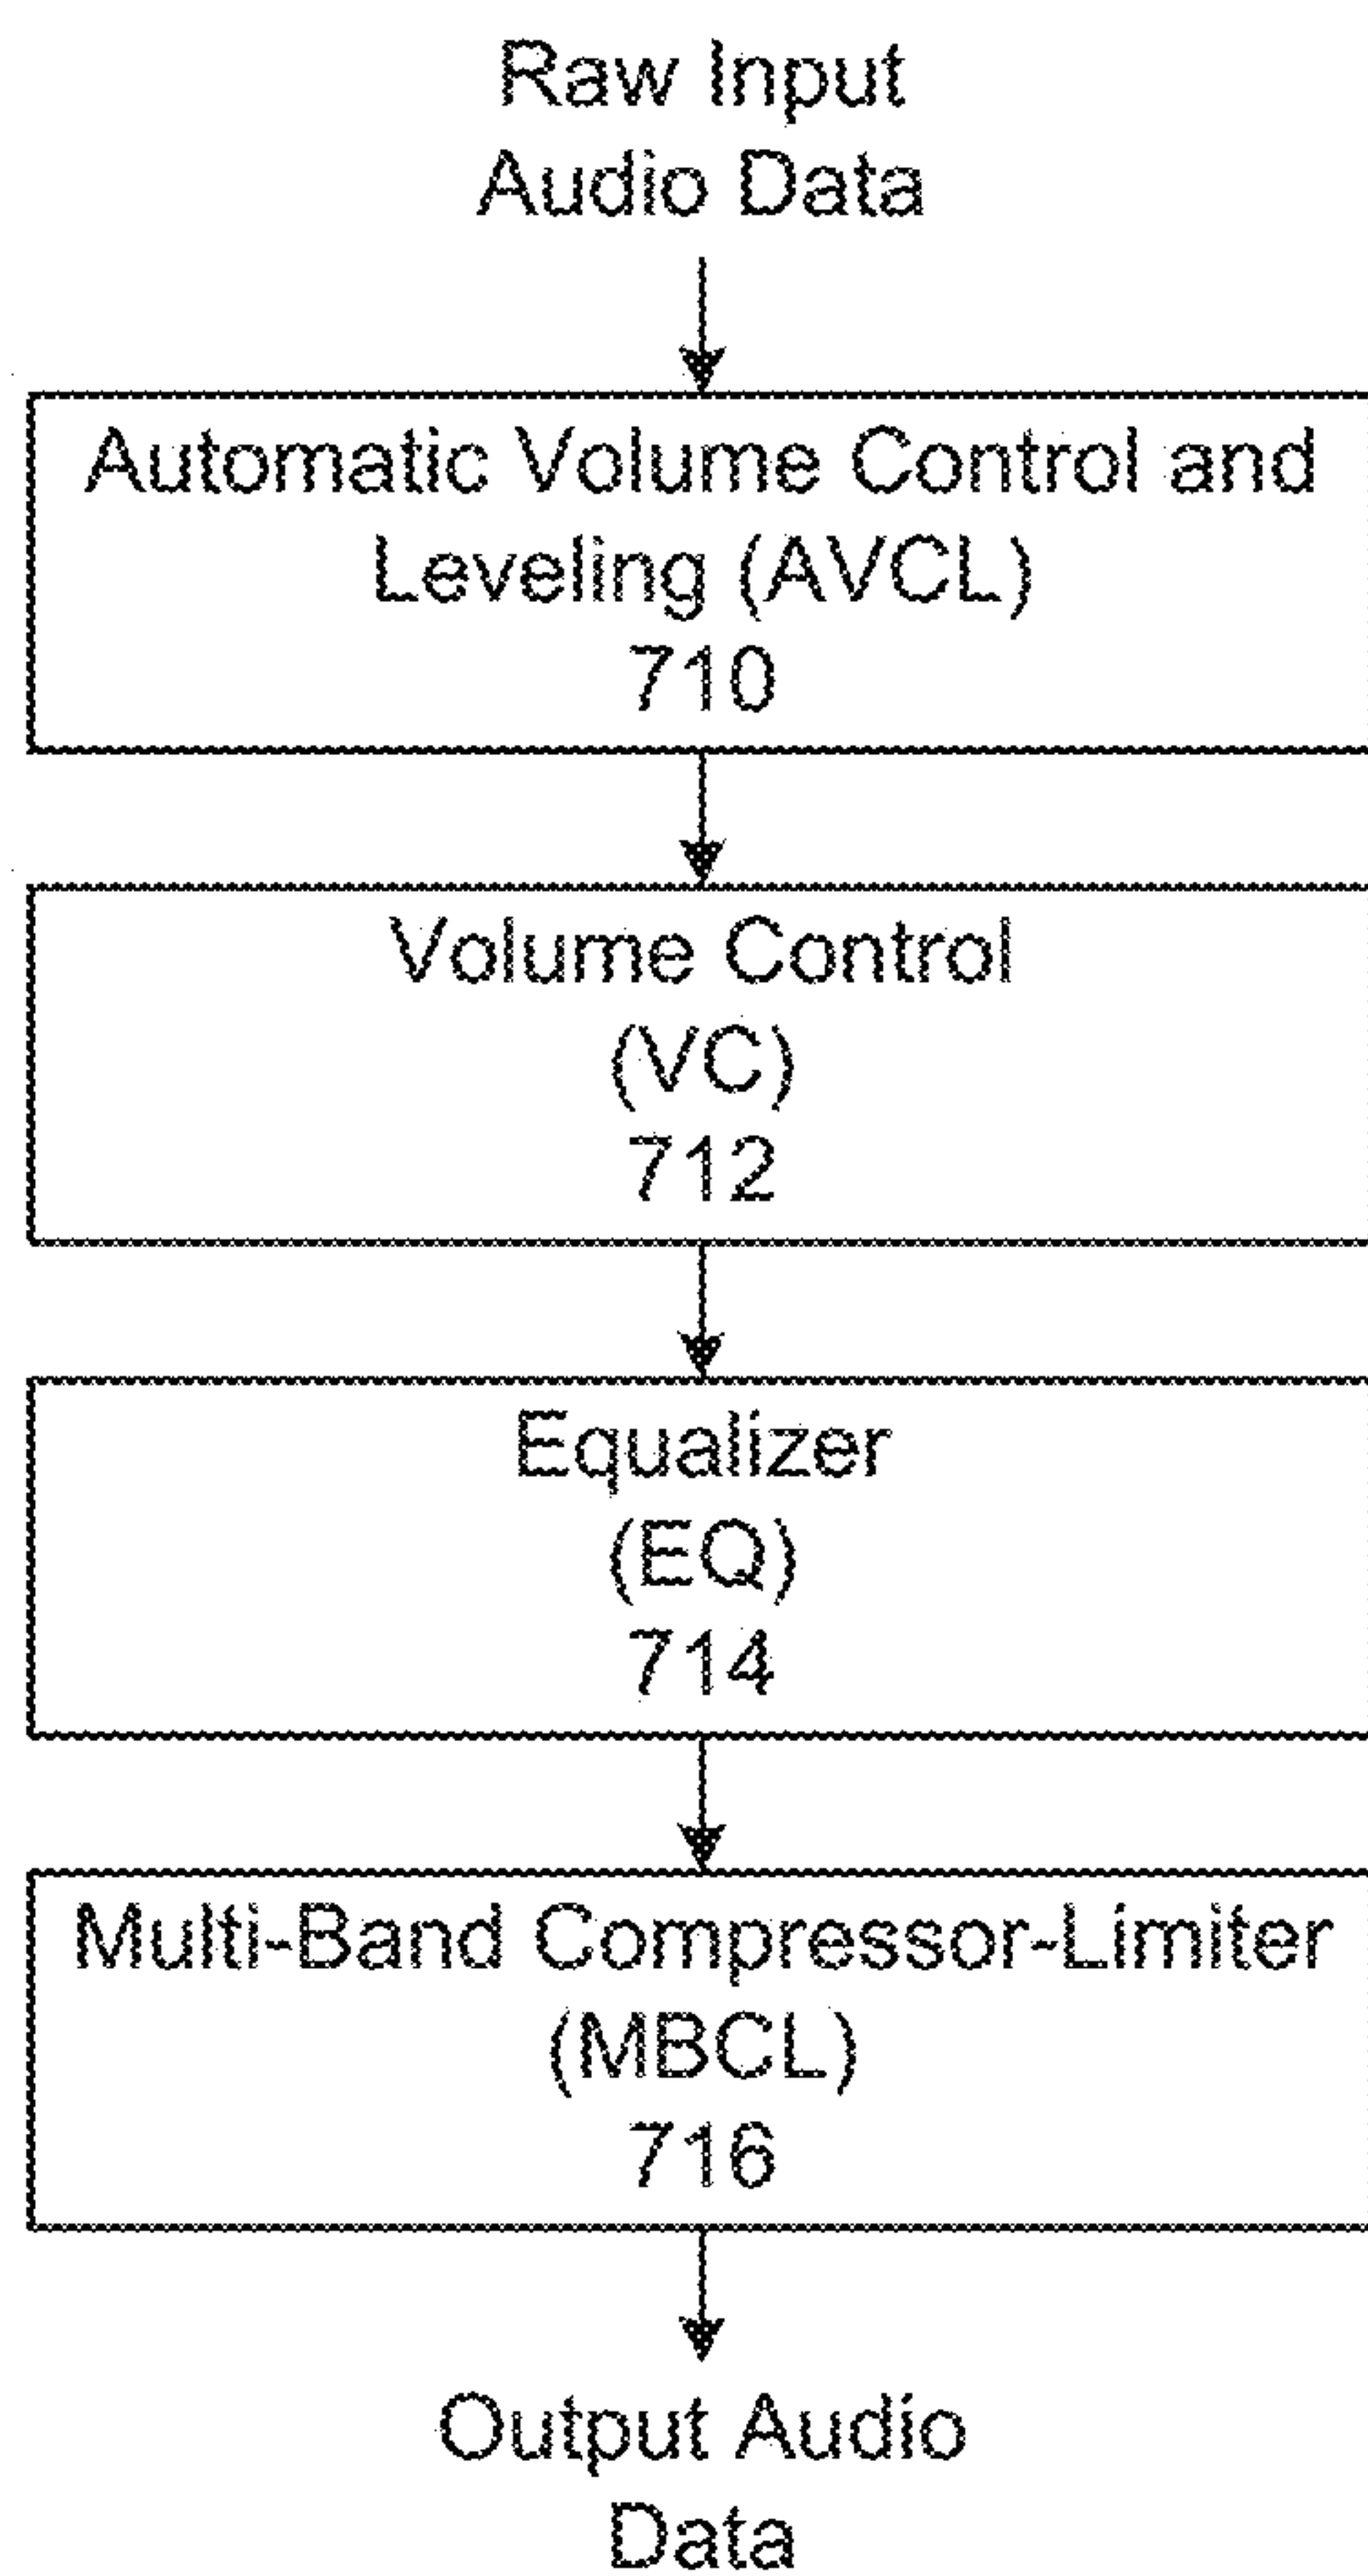 Raw Input
Audio Data
Automatic Volume Control and
Leveling (AVCL)
710
Volume Control
(VC)
712
Equalizer
(EQ)
714
Multi-Band Compressor-Limiter
(MBCL)
716
Output Audio
Data